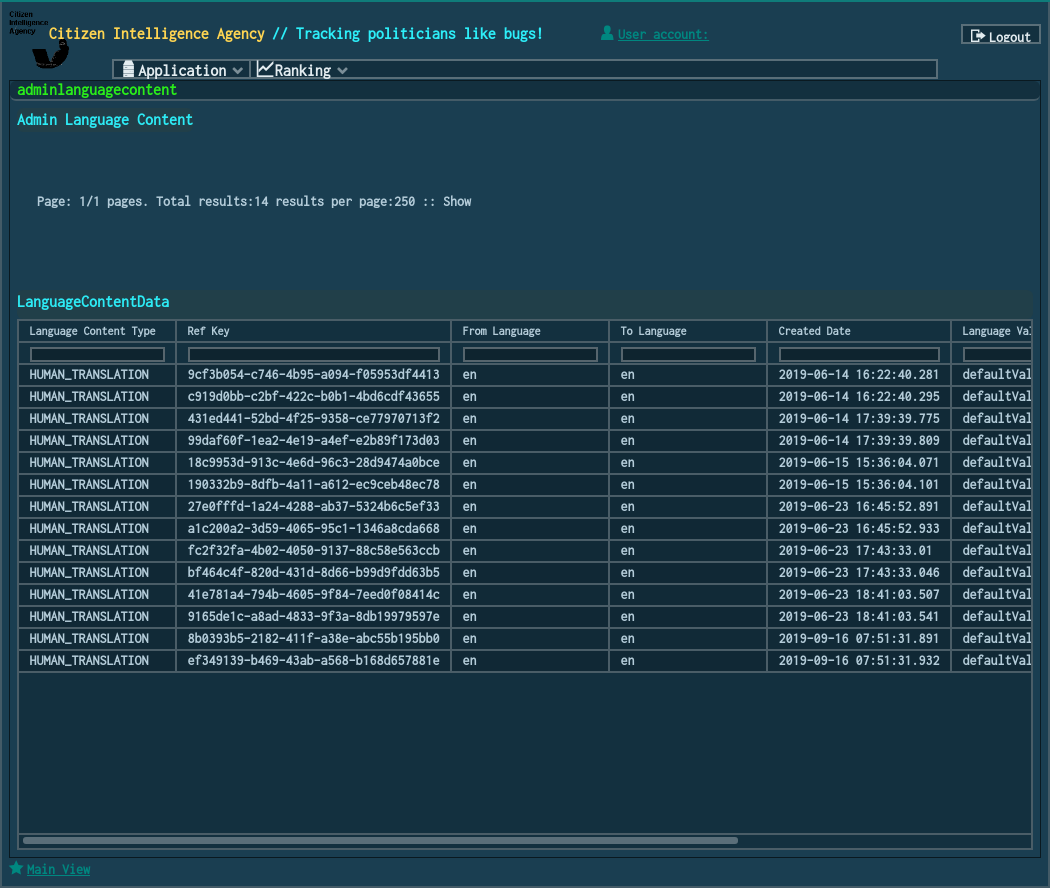 Citizen
Intelligence
Agency
Citizen Intelligence Agency // Tracking politicians like bugs!
User account:
Logout
Application
Ranking
adminlanguagecontent
Admin Language Content
Page: 1/1 pages. Total results:14 results per page:250 :: Show
LanguageContentData
Language Content Type Ref Key From Language To Language Created Date Language Val
HUMAN_TRANSLATION 9cf3b054-c746-4b95-a094-f05953df4413 en en 2019-06-14 16:22:40.281 defaultVal
HUMAN_TRANSLATION c919d0bb-c2bf-422c-b0b1-4bd6cdf43655 en en 2019-06-14 16:22:40.295 defaultVal
HUMAN_TRANSLATION 431ed441-52bd-4f25-9358-ce77970713f2 en en 2019-06-14 17:39:39.775 defaultVal
HUMAN_TRANSLATION 99daf60f-1ea2-4e19-a4ef-e2b89f173d03 en en 2019-06-14 17:39:39.809 defaultVal
HUMAN_TRANSLATION 18c9953d-913c-4e6d-96c3-28d9474a0bce en en 2019-06-15 15:36:04.071 defaultVal
HUMAN_TRANSLATION 190332b9-8dfb-4a11-a612-ec9ceb48ec78 en en 2019-06-15 15:36:04.101 defaultVal
HUMAN_TRANSLATION 27e0fffd-1a24-4288-ab37-5324b6c5ef33 en en 2019-06-23 16:45:52.891 defaultVal
HUMAN_TRANSLATION a1c200a2-3d59-4065-95c1-1346a8cda668 en en 2019-06-23 16:45:52.933 defaultVal
HUMAN_TRANSLATION fc2f32fa-4b02-4050-9137-88c58e563ccb en en 2019-06-23 17:43:33.01 defaultVal
HUMAN_TRANSLATION bf464c4f-820d-431d-8d66-b99d9fdd63b5 en en 2019-06-23 17:43:33.046 defaultVal
HUMAN_TRANSLATION 41e781a4-794b-4605-9f84-7eed0f08414c en en 2019-06-23 18:41:03.507 defaultVal
HUMAN_TRANSLATION 9165de1c-a8ad-4833-9f3a-8db19979597e en en 2019-06-23 18:41:03.541 defaultVal
HUMAN_TRANSLATION 8b0393b5-2182-411f-a38e-abc55b195bb0 en en 2019-09-16 07:51:31.891 defaultVal
HUMAN_TRANSLATION ef349139-b469-43ab-a568-b168d657881e en en 2019-09-16 07:51:31.932 defaultVal
Main View